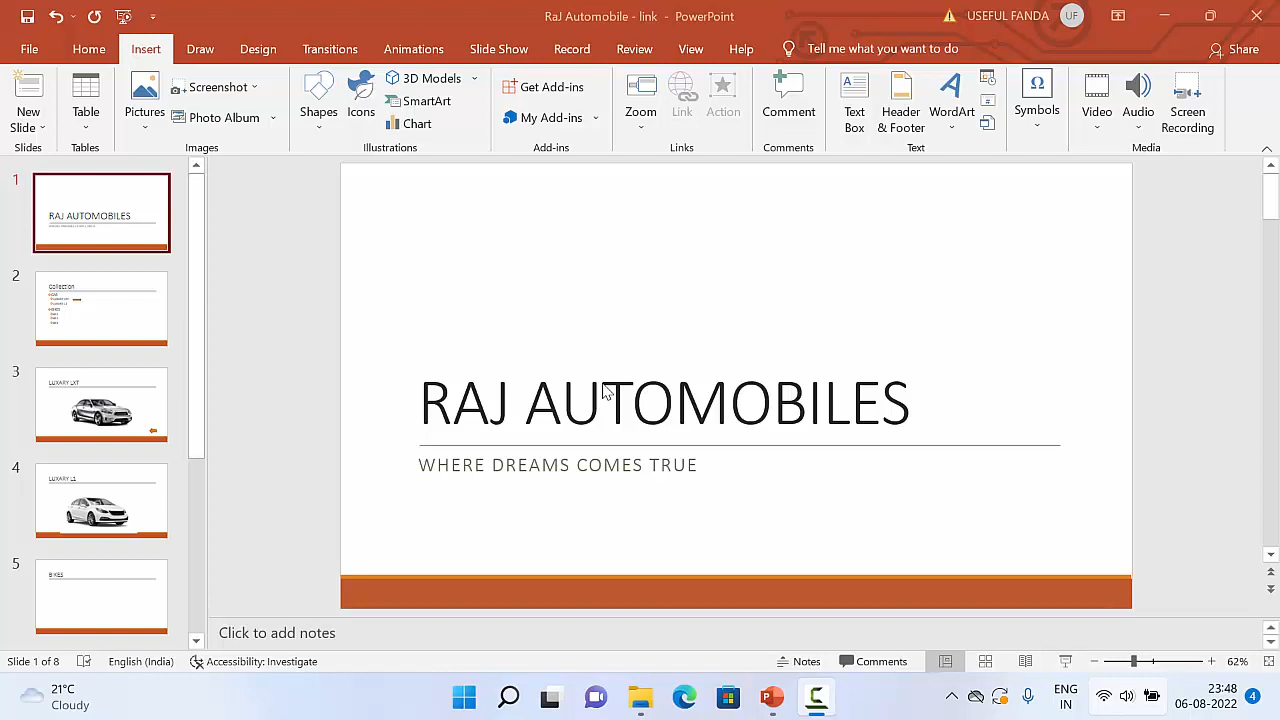 RaJ Automobile - link - PowerPoint
USEFUL FANDA
UF
File Home Insert Draw Design Transitions Animations Slide Show Record Review View Help Tell me what you want to do Share
New Slide
Table
Pictures
Screenshot
Photo Album
Shapes
Icons
3D Models
SmartArt
Chart
Get Add-ins
My Add-ins
Zoom
Link
Action
Comment
Text Box
Header & Footer
WordArt
Symbols
Video
Audio
Screen Recording
Slides Tables Images Illustrations Add-ins Links Comments Text Media
1
RAJ AUTOMOBILES
2
Collection
3
LUXARY LXT
4
LUXARY L1
5
BIKES
RAJ AUTOMOBILES
WHERE DREAMS COMES TRUE
Click to add notes
Slide 1 of 8 English (India) Accessibility: Investigate Notes Comments 62%
21°C
Cloudy
ENG
IN
23:48
06-08-2022
4